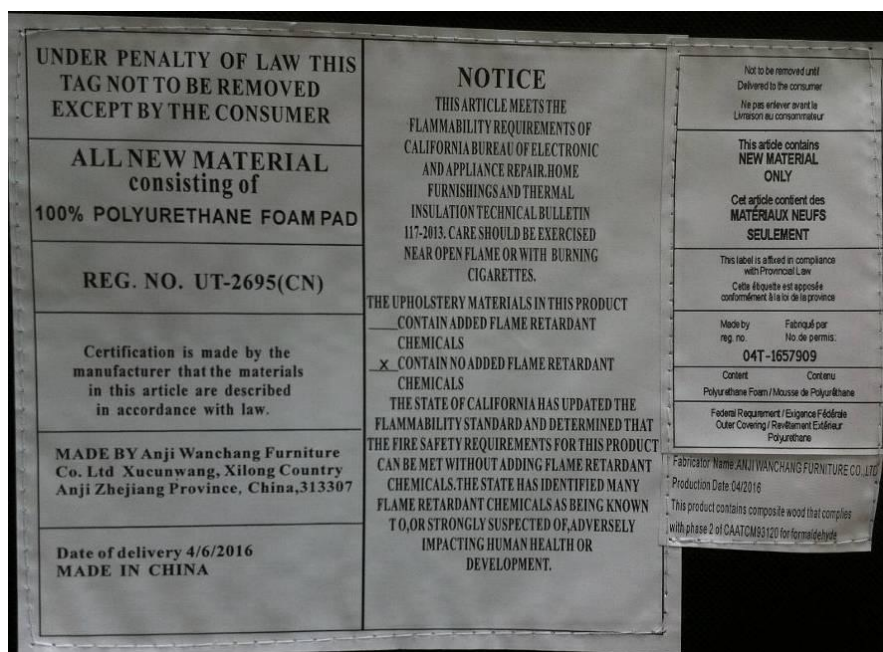 UNDER PENALTY OF LAW THIS
TAG NOT TO BE REMOVED
EXCEPT BY THE CONSUMER
ALL NEW MATERIAL
consisting of
100% POLYURETHANE FOAM PAD
REG. NO. UT-2695(CN)
Certification is made by the
manufacturer that the materials
in this article are described
in accordance with law.
MADE BY Anji Wanchang Furniture
Co. Ltd Xucunwang, Xilong Country
Anji Zhejiang Province, China,313307
Date of delivery 4/6/2016
MADE IN CHINA
NOTICE
THIS ARTICLE MEETS THE
FLAMMABILITY REQUIREMENTS OF
CALIFORNIA BUREAU OF ELECTRONIC
AND APPLIANCE REPAIR.HOME
FURNISHINGS AND THERMAL
INSULATION TECHNICAL BULLETIN
117-2013. CARE SHOULD BE EXERCISED
NEAR OPEN FLAME OR WITH BURNING
CIGARETTES.
THE UPHOLSTERY MATERIALS IN THIS PRODUCT
___CONTAIN ADDED FLAME RETARDANT
CHEMICALS
_X_CONTAIN NO ADDED FLAME RETARDANT
CHEMICALS
THE STATE OF CALIFORNIA HAS UPDATED THE
FLAMMABILITY STANDARD AND DETERMINED THAT
THE FIRE SAFETY REQUIREMENTS FOR THIS PRODUCT
CAN BE MET WITHOUT ADDING FLAME RETARDANT
CHEMICALS.THE STATE HAS IDENTIFIED MANY
FLAME RETARDANT CHEMICALS AS BEING KNOWN
TO,OR STRONGLY SUSPECTED OF,ADVERSELY
IMPACTING HUMAN HEALTH OR
DEVELOPMENT.
Not to be removed until
Delivered to the consumer
Ne pas enlever avant le
Livraison au consommateur
This article contains
NEW MATERIAL
ONLY
Cet article contient des
MATÉRIAUX NEUFS
SEULEMENT
This label is affixed in compliance
with Provincial Law
Cette étiquette est apposée
conformément à la loi de la province
Made by Fabriqué por
reg. no. No. de permis:
04T-1657909
Content Contenu
Polyurethane Foam / Mousse de Polyuréthane
Federal Requirement / Exigence Fédérale
Outer Covering / Revêtement Extérieur
Polyurethane
Fabricator Name:ANJI WANCHANG FURNITURE CO.,LTD
Production Date :04/2016
This product contains composite wood that complies
with phase 2 of CAATCM93120 for formaldehyde